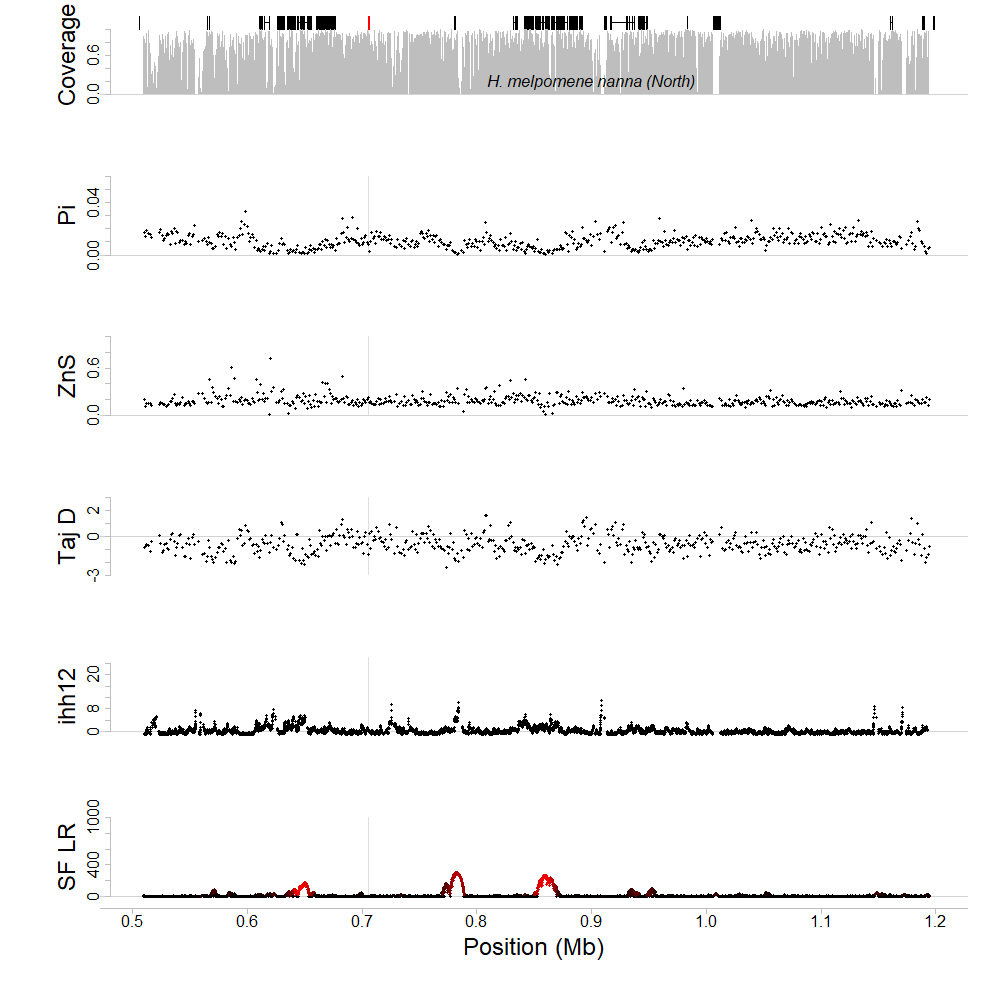 Coverage
0.0 0.6
H. melpomene nanna (North)
Pi
0.00 0.04
ZnS
0.0 0.6
Taj D
-3 0 2
ihh12
0 8 20
SF LR
0 400 1000
0.5 0.6 0.7 0.8 0.9 1.0 1.1 1.2
Position (Mb)